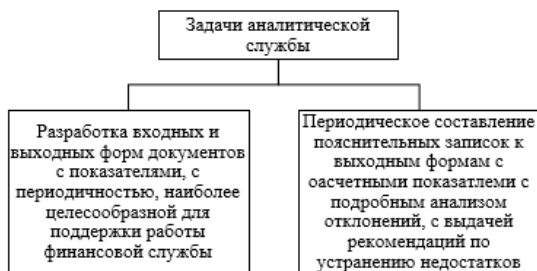 Задачи аналитической
службы
Разработка входных и
выходных форм документов
с показателями, с
периодичностью, наиболее
целесообразной для
поддержки работы
финансовой службы
Периодическое составление
пояснительных записок к
выходным формам с
оасчетными показатлеми с
подробным анализом
отклонений, с выдачей
рекомендаций по
устранению недостатков